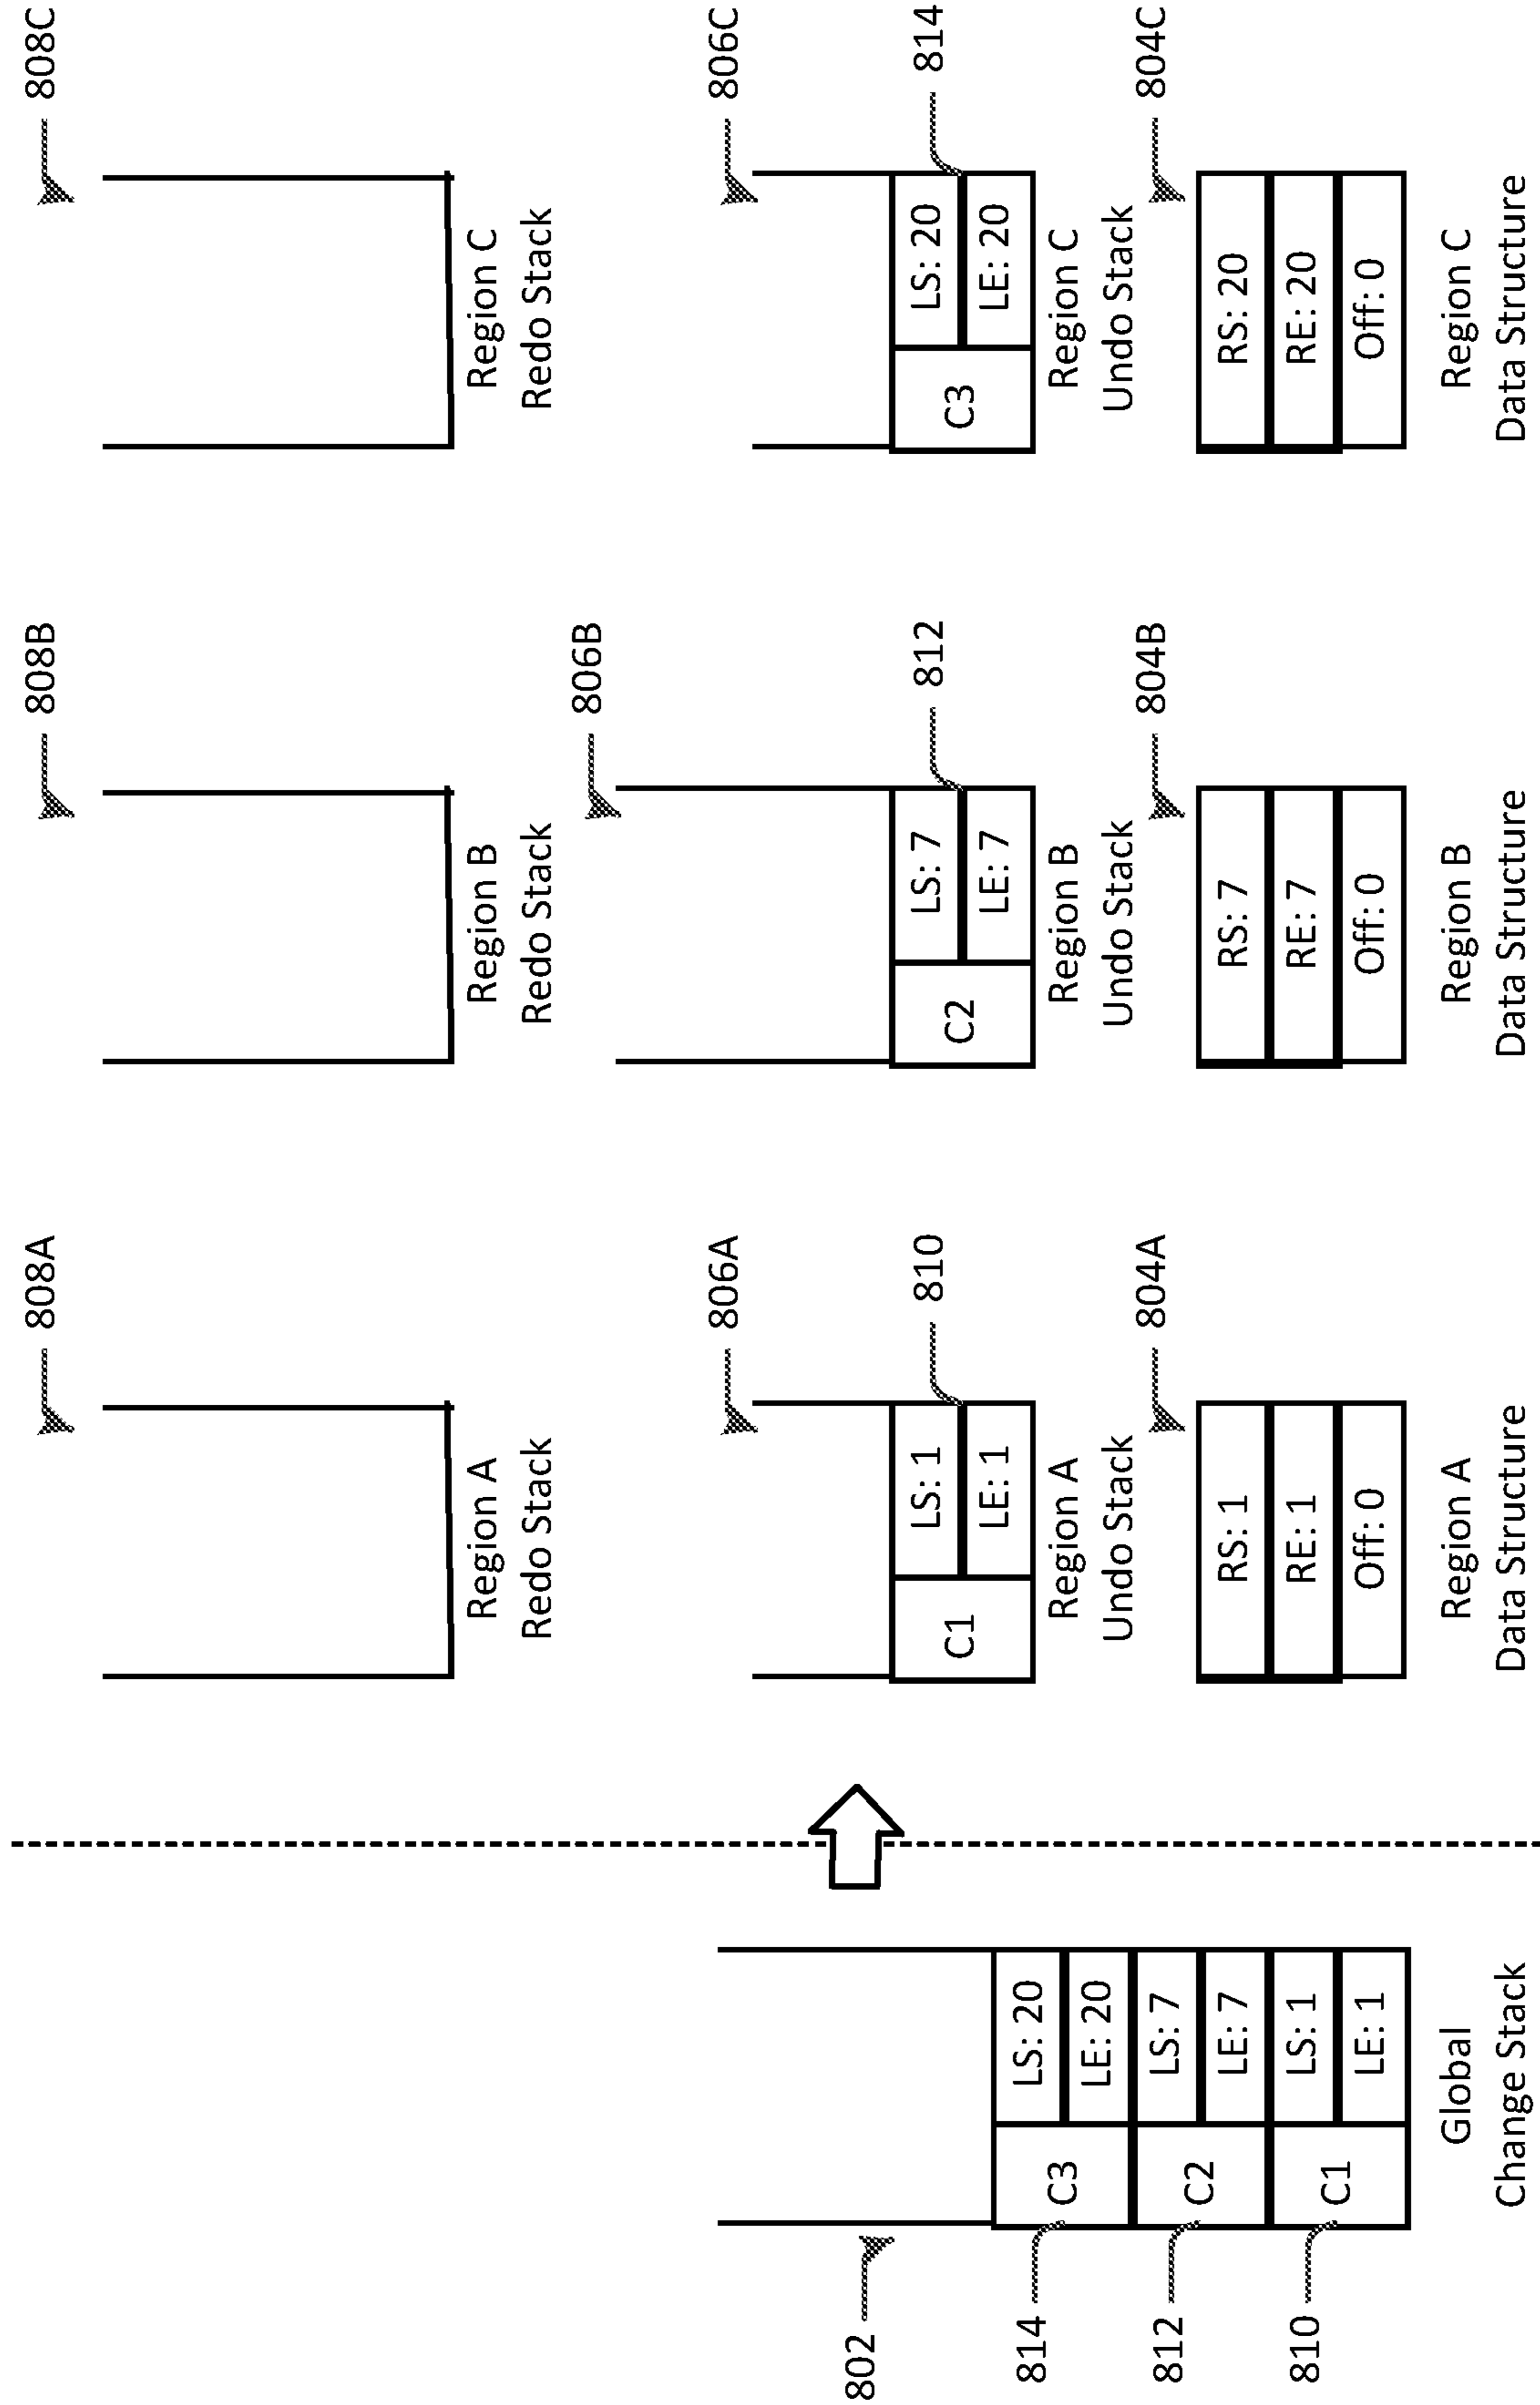 808A
808B
808C
Region A
Redo Stack
Region B
Redo Stack
Region C
Redo Stack
802
814
C3
LS: 20
LE: 20
812
C2
LS: 7
LE: 7
810
C1
LS: 1
LE: 1
Global
Change Stack
806A
C1
LS: 1
LE: 1
810
Region A
Undo Stack
806B
C2
LS: 7
LE: 7
812
Region B
Undo Stack
806C
C3
LS: 20
LE: 20
814
Region C
Undo Stack
804A
RS: 1
RE: 1
Off: 0
Region A
Data Structure
804B
RS: 7
RE: 7
Off: 0
Region B
Data Structure
804C
RS: 20
RE: 20
Off: 0
Region C
Data Structure